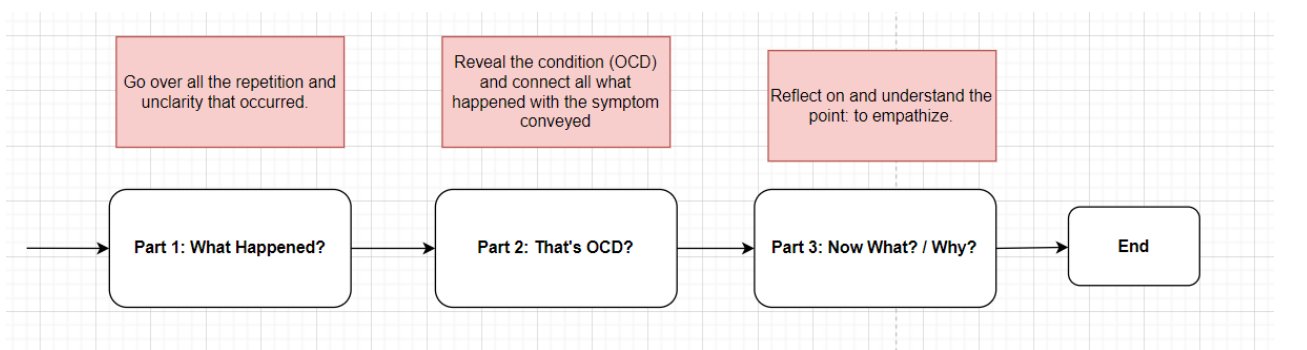 Go over all the repetition and
unclarity that occurred.
Reveal the condition (OCD)
and connect all what
happened with the symptom
conveyed
Reflect on and understand the
point: to empathize.
Part 1: What Happened?
Part 2: That's OCD?
Part 3: Now What? / Why?
End